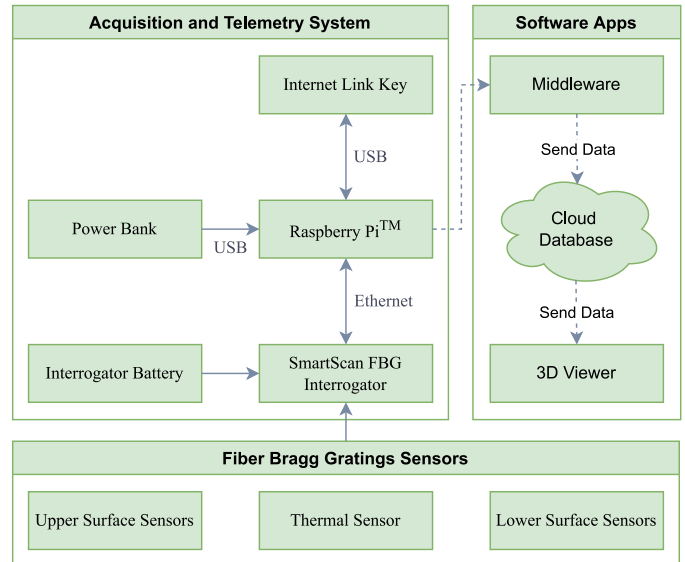 Acquisition and Telemetry System
Internet Link Key
USB
Power Bank
USB
Raspberry Pi™
Ethernet
Interrogator Battery
SmartScan FBG
Interrogator
Software Apps
Middleware
Send Data
Cloud
Database
Send Data
3D Viewer
Fiber Bragg Gratings Sensors
Upper Surface Sensors
Thermal Sensor
Lower Surface Sensors